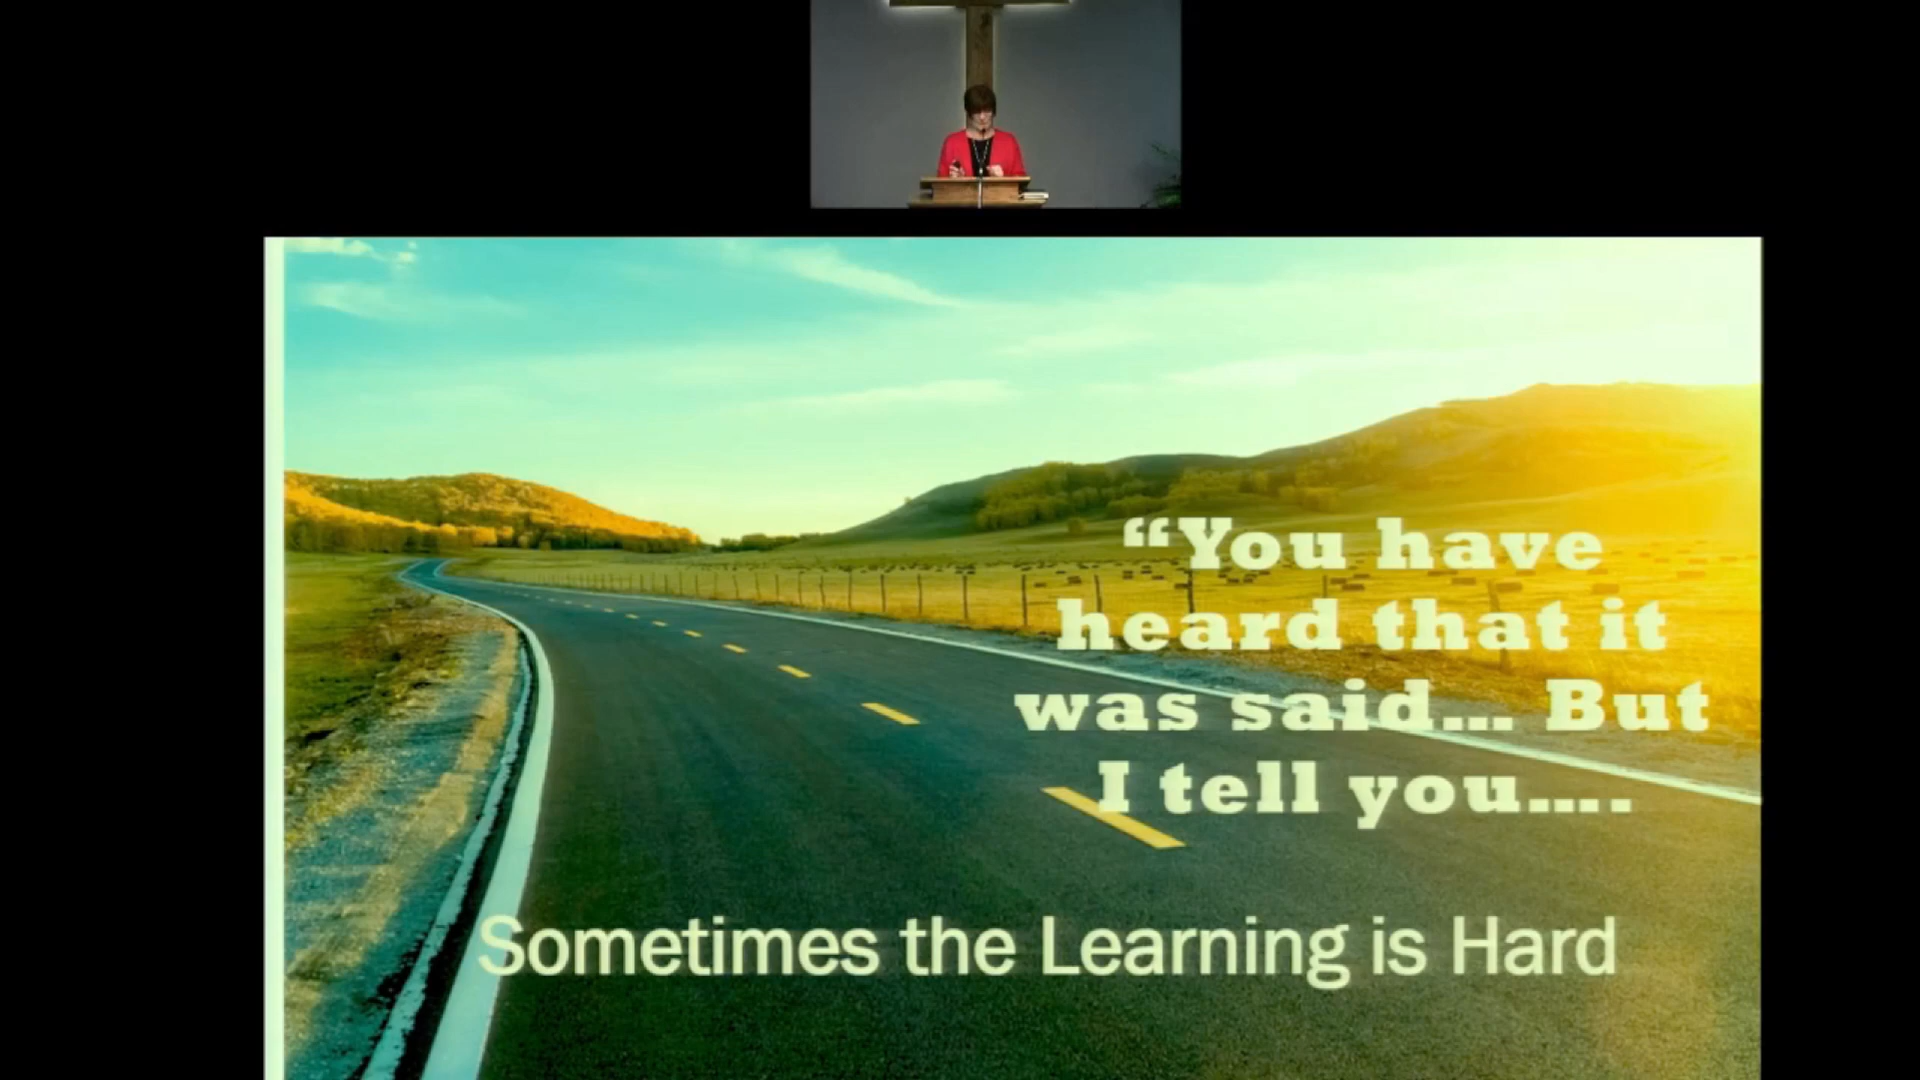 “You have
heard that it
was said... But
I tell you....
Sometimes the Learning is Hard